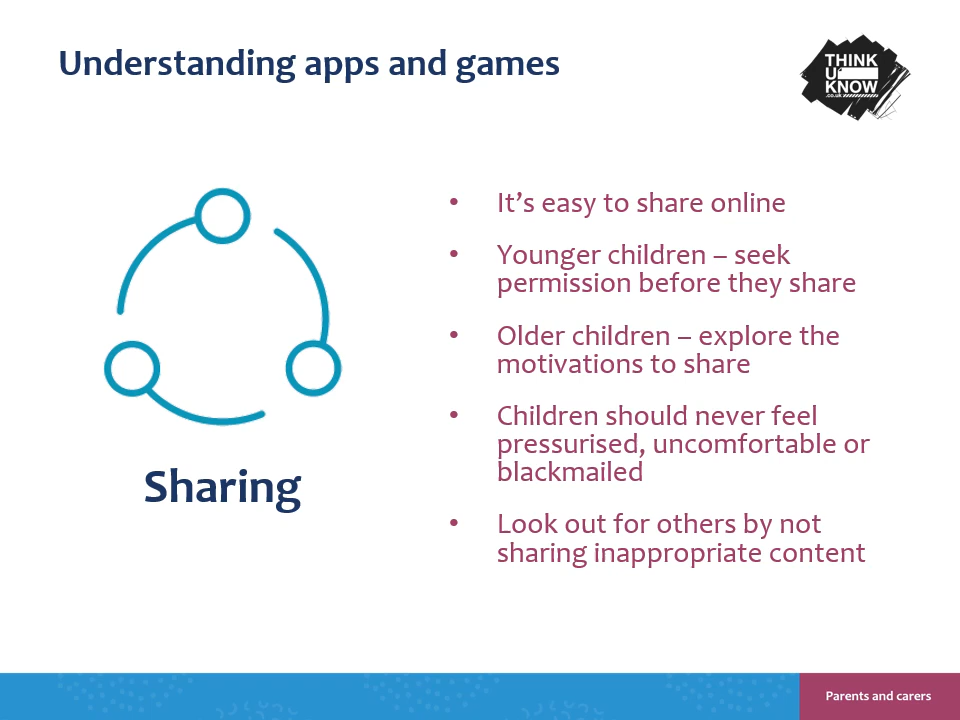 Understanding apps and games
THINK
U
KNOW
.co.uk
• It’s easy to share online
• Younger children – seek
permission before they share
• Older children – explore the
motivations to share
• Children should never feel
pressurised, uncomfortable or
blackmailed
• Look out for others by not
sharing inappropriate content
Sharing
Parents and carers